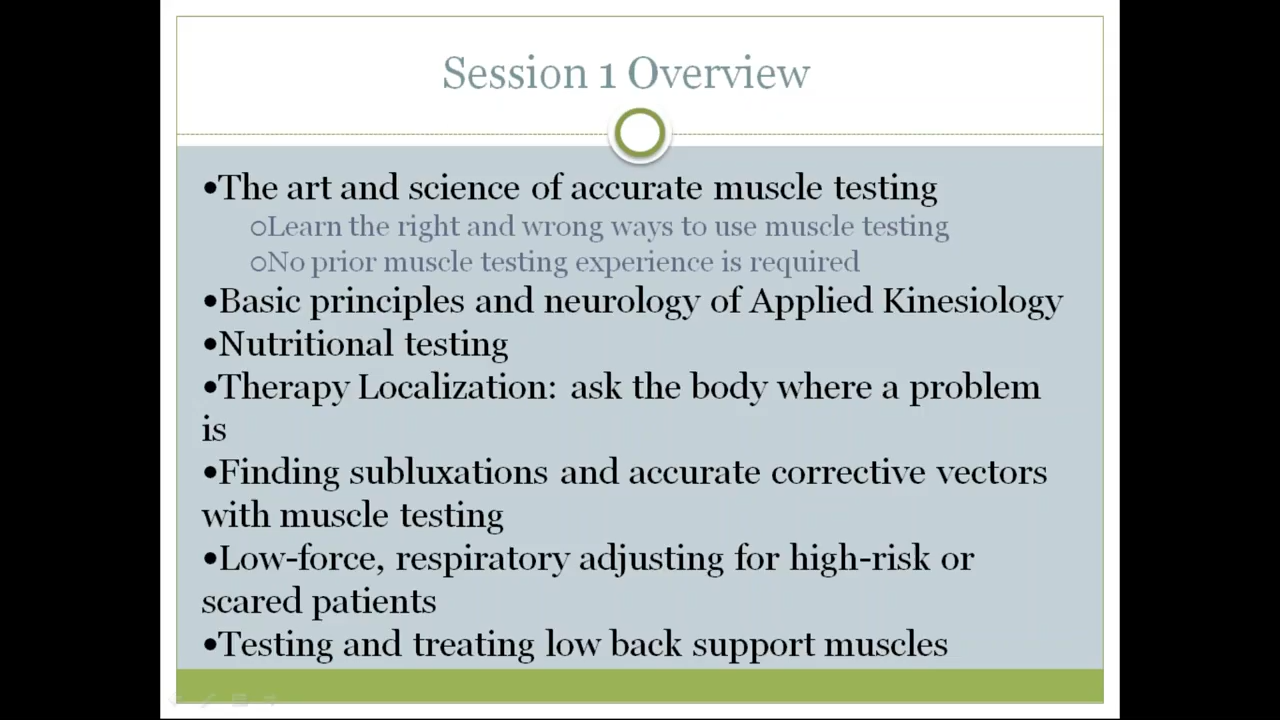 Session 1 Overview
•The art and science of accurate muscle testing
○Learn the right and wrong ways to use muscle testing
○No prior muscle testing experience is required
•Basic principles and neurology of Applied Kinesiology
•Nutritional testing
•Therapy Localization: ask the body where a problem
is
•Finding subluxations and accurate corrective vectors
with muscle testing
•Low-force, respiratory adjusting for high-risk or
scared patients
•Testing and treating low back support muscles